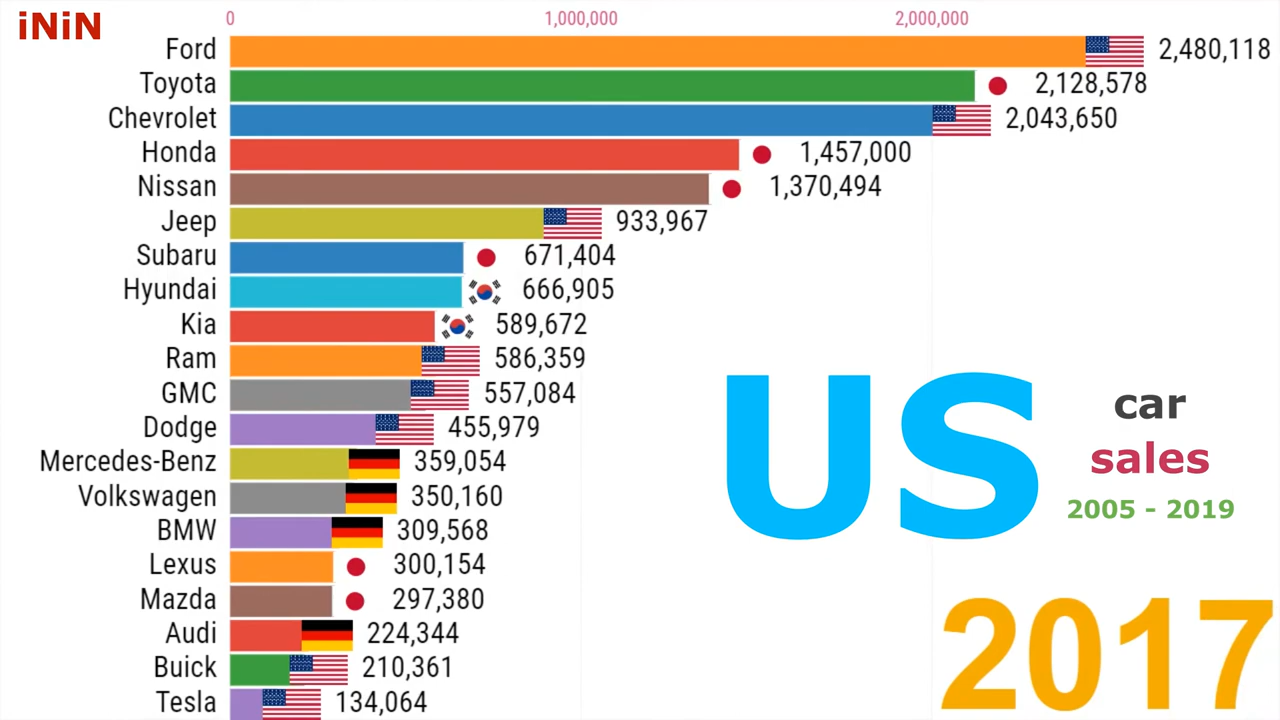 iNiN
0 1,000,000 2,000,000
Ford 2,480,118
Toyota 2,128,578
Chevrolet 2,043,650
Honda 1,457,000
Nissan 1,370,494
Jeep 933,967
Subaru 671,404
Hyundai 666,905
Kia 589,672
Ram 586,359
GMC 557,084
Dodge 455,979
Mercedes-Benz 359,054
Volkswagen 350,160
BMW 309,568
Lexus 300,154
Mazda 297,380
Audi 224,344
Buick 210,361
Tesla 134,064
US
car
sales
2005 - 2019
2017